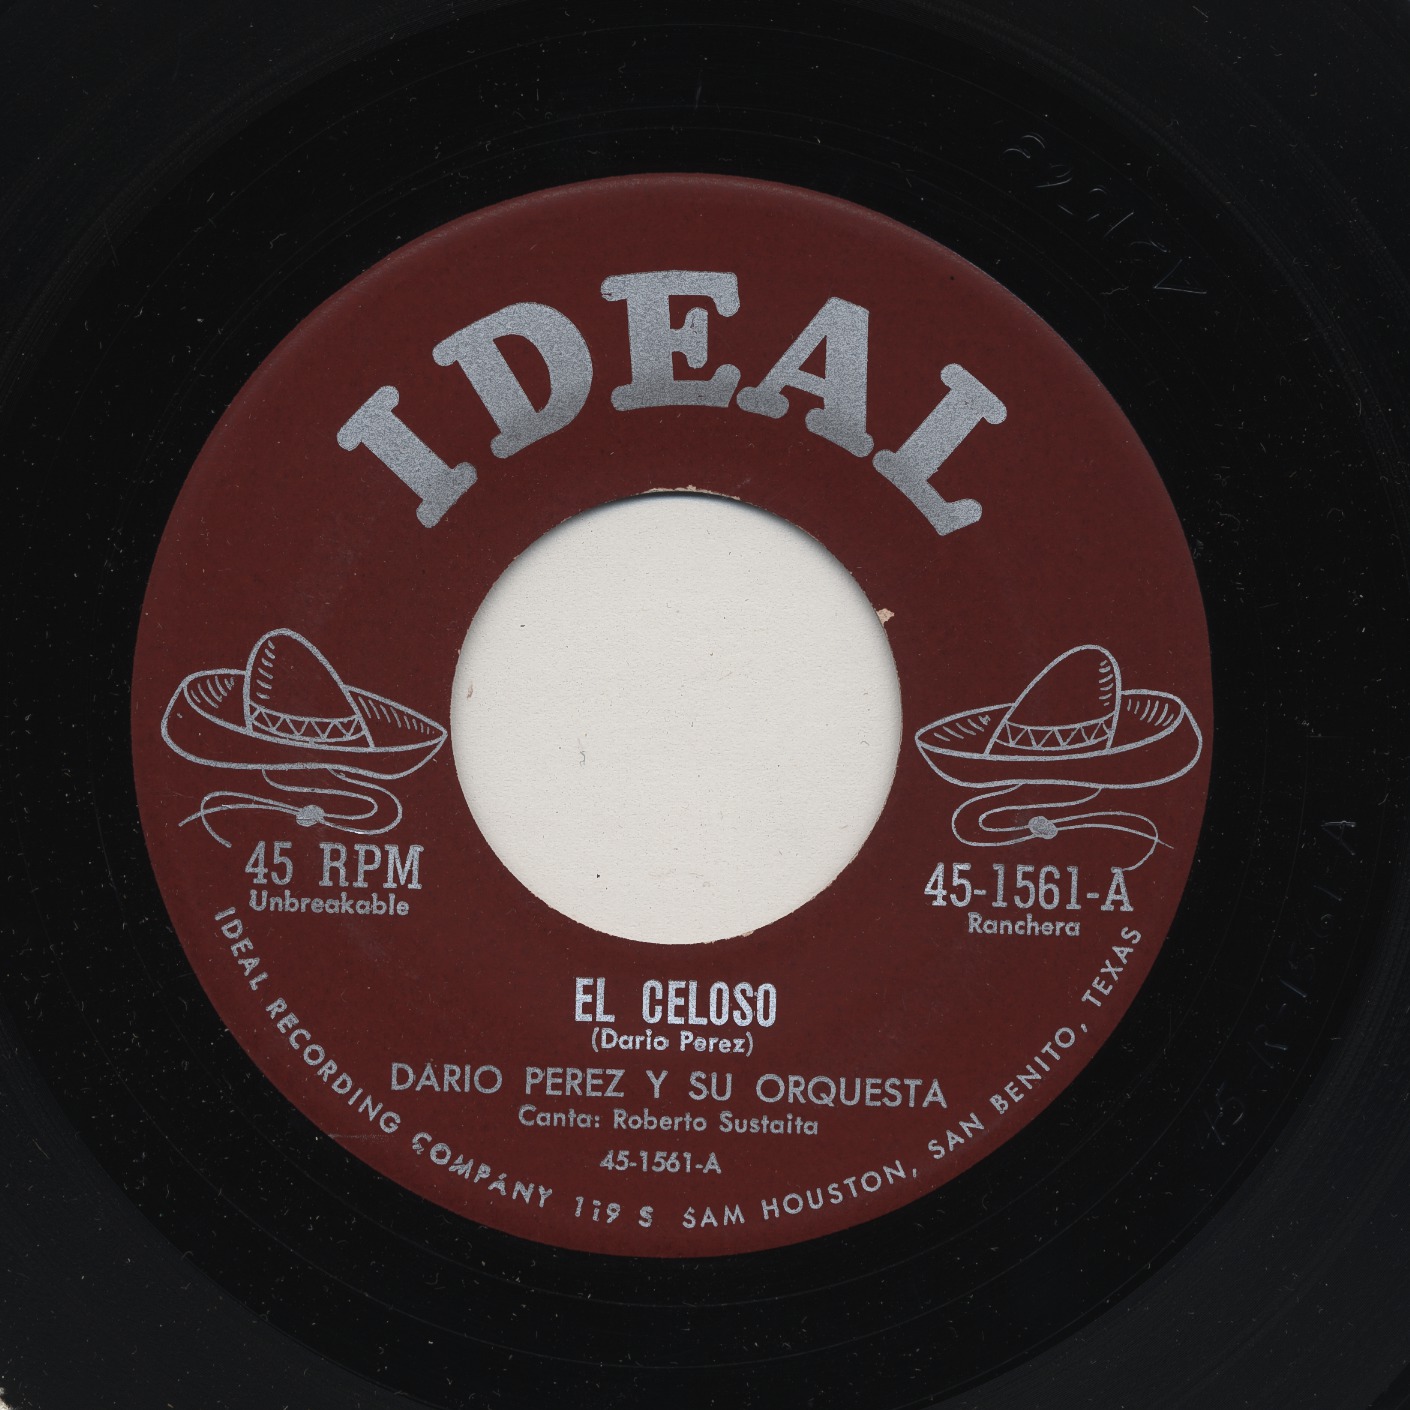 IDEAL
45 RPM
Unbreakable
45-1561-A
Ranchera
EL CELOSO
(Dario Perez)
DARIO PEREZ Y SU ORQUESTA
Canta: Roberto Sustaita
45-1561-A
IDEAL RECORDING COMPANY 119 S SAM HOUSTON, SAN BENITO, TEXAS